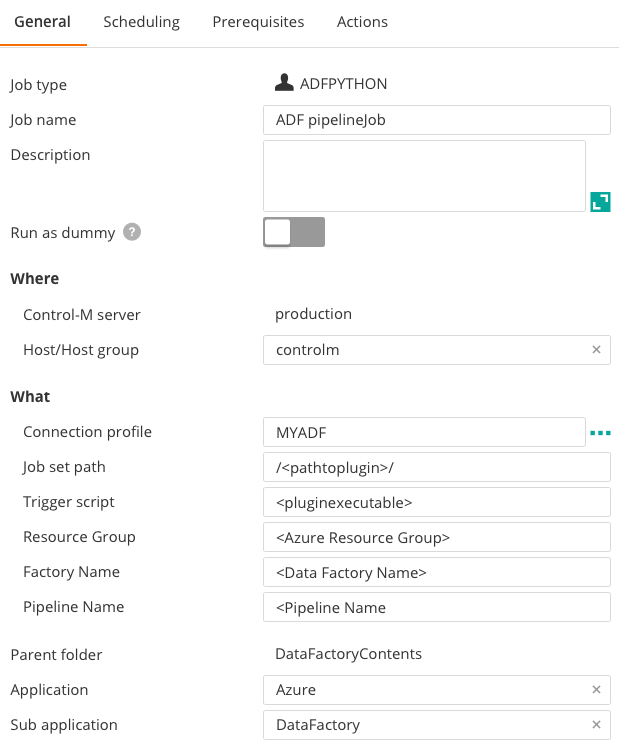 General Scheduling Prerequisites Actions
Job type ADFPYTHON
Job name ADF pipelineJob
Description
Run as dummy ?
Where
Control-M server production
Host/Host group controlm ×
What
Connection profile MYADF
Job set path /<pathtoplugin>/
Trigger script <pluginexecutable>
Resource Group <Azure Resource Group>
Factory Name <Data Factory Name>
Pipeline Name <Pipeline Name
Parent folder DataFactoryContents
Application Azure ×
Sub application DataFactory ×